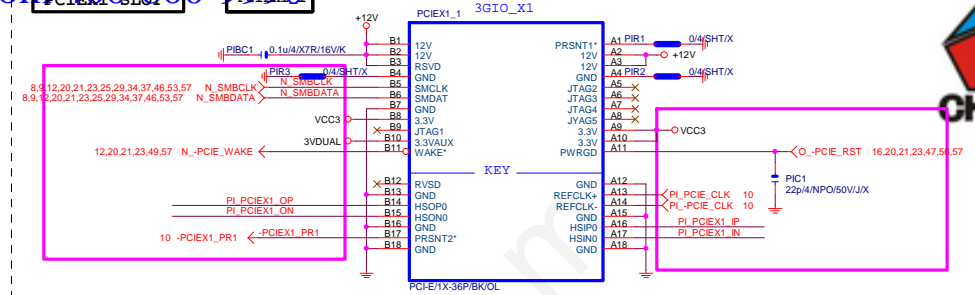 PCIEX1 SLOT
3GIO_X1
PCIEX1_1
+12V
PIBC1 0.1u/4/X7R/16V/K
B1 12V PRSNT1* A1 PIR1 0/4/SHT/X
B2 12V 12V A2 +12V
B3 RSVD 12V A3
PIR3 0/4/SHT/X B4 GND GND A4 PIR2 0/4/SHT/X
8,9,12,20,21,23,25,29,34,37,46,53,57 N_SMBCLK N_SMBCLK B5 SMCLK JTAG2 A5
8,9,12,20,21,23,25,29,34,37,46,53,57 N_SMBDATA N_SMBDATA B6 SMDAT JTAG3 A6
B7 GND JTAG4 A7
VCC3 B8 3.3V JYAG5 A8
B9 JTAG1 3.3V A9 VCC3
3VDUAL B10 3.3VAUX 3.3V A10
12,20,21,23,49,57 N_-PCIE_WAKE B11 WAKE* PWRGD A11 O_-PCIE_RST 16,20,21,23,47,56,57
KEY
PIC1
22p/4/NPO/50V/J/X
B12 RVSD GND A12
B13 GND REFCLK+ A13 PI_PCIE_CLK 10
PI_PCIEX1_OP B14 HSOP0 REFCLK- A14 PI_-PCIE_CLK 10
PI_PCIEX1_ON B15 HSON0 GND A15
B16 GND HSIP0 A16 PI_PCIEX1_IP
10 -PCIEX1_PR1 -PCIEX1_PR1 B17 PRSNT2* HSIN0 A17 PI_PCIEX1_IN
B18 GND GND A18
PCI-E/1X-36P/BK/OL